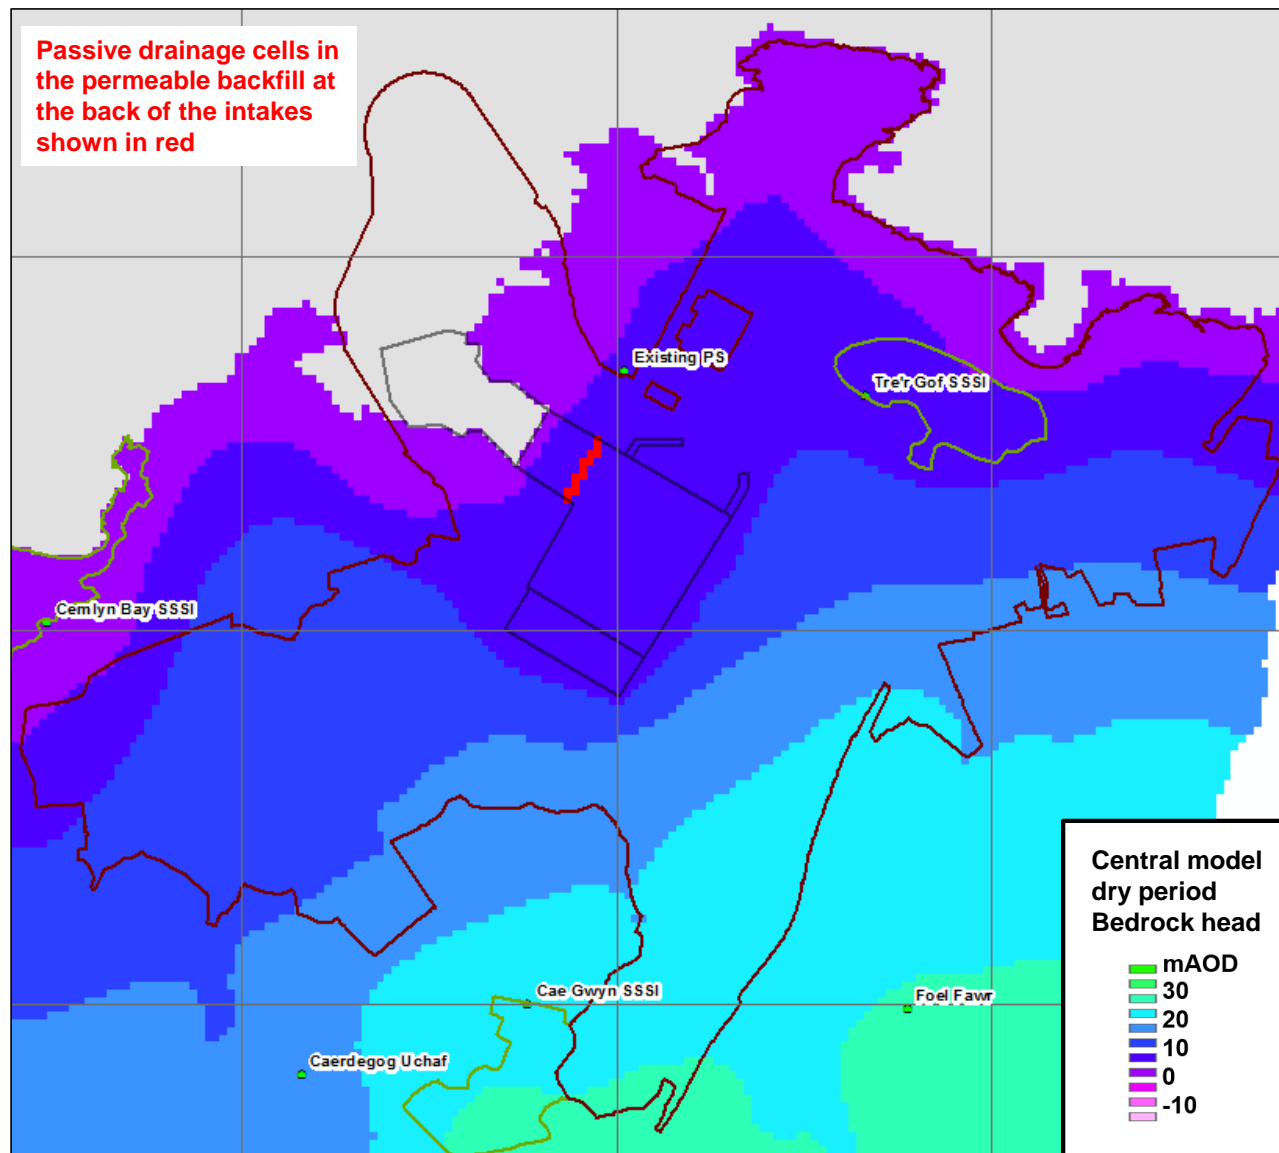 Passive drainage cells in
the permeable backfill at
the back of the intakes
shown in red
Existing PS
Tre'r Gof SSSI
Cemlyn Bay SSSI
Cae Gwyn SSSI
Foel Fawr
Caerdegog Uchaf
Central model
dry period
Bedrock head
mAOD
30
20
10
0
-10